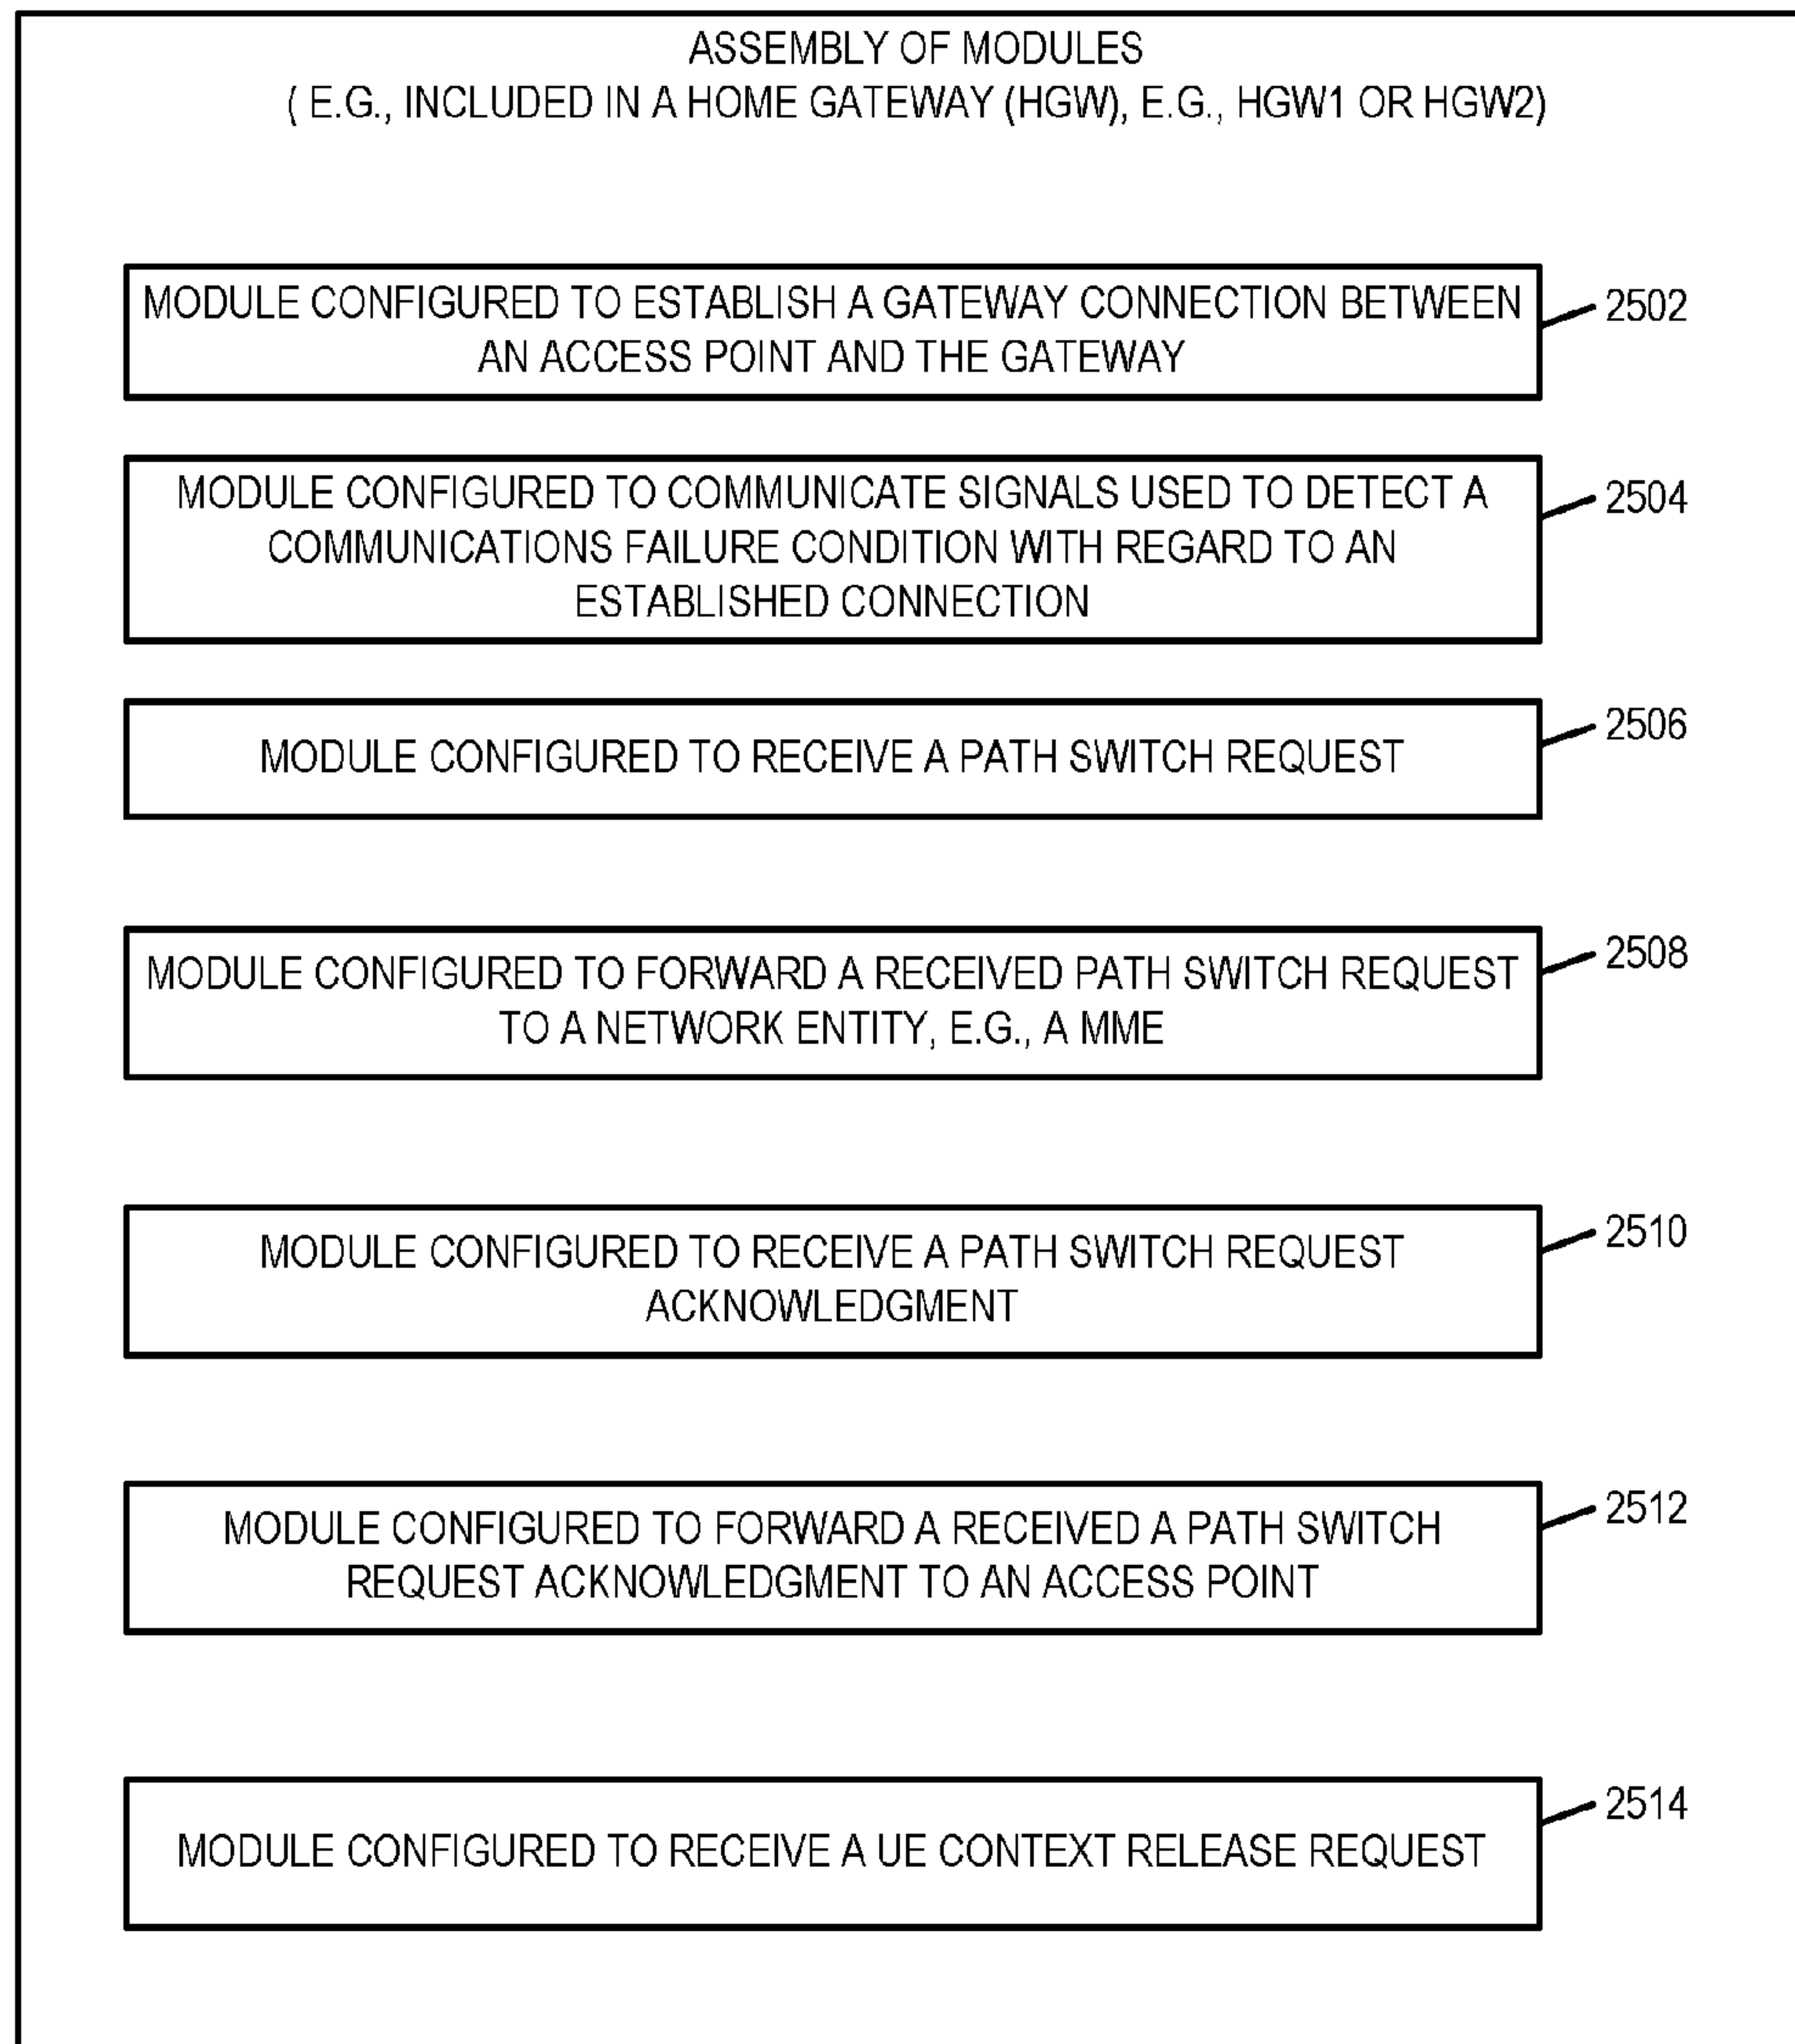 ASSEMBLY OF MODULES
( E.G., INCLUDED IN A HOME GATEWAY (HGW), E.G., HGW1 OR HGW2)
MODULE CONFIGURED TO ESTABLISH A GATEWAY CONNECTION BETWEEN
AN ACCESS POINT AND THE GATEWAY
2502
MODULE CONFIGURED TO COMMUNICATE SIGNALS USED TO DETECT A
COMMUNICATIONS FAILURE CONDITION WITH REGARD TO AN
ESTABLISHED CONNECTION
2504
MODULE CONFIGURED TO RECEIVE A PATH SWITCH REQUEST
2506
MODULE CONFIGURED TO FORWARD A RECEIVED PATH SWITCH REQUEST
TO A NETWORK ENTITY, E.G., A MME
2508
MODULE CONFIGURED TO RECEIVE A PATH SWITCH REQUEST
ACKNOWLEDGMENT
2510
MODULE CONFIGURED TO FORWARD A RECEIVED A PATH SWITCH
REQUEST ACKNOWLEDGMENT TO AN ACCESS POINT
2512
MODULE CONFIGURED TO RECEIVE A UE CONTEXT RELEASE REQUEST
2514